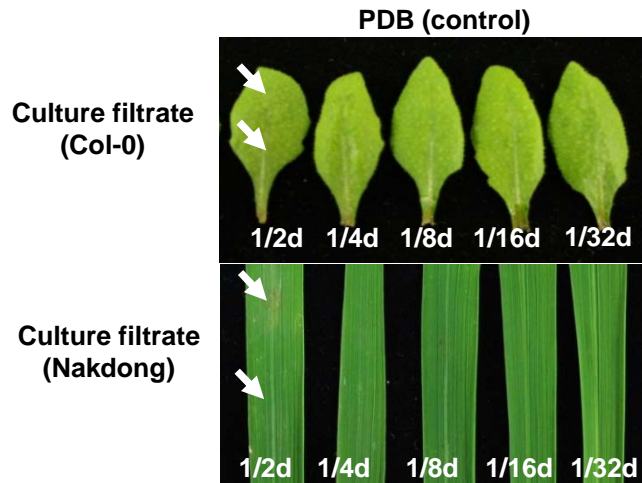 PDB (control)
Culture filtrate
(Col-0)
1/2d 1/4d 1/8d 1/16d 1/32d
Culture filtrate
(Nakdong)
1/2d 1/4d 1/8d 1/16d 1/32d